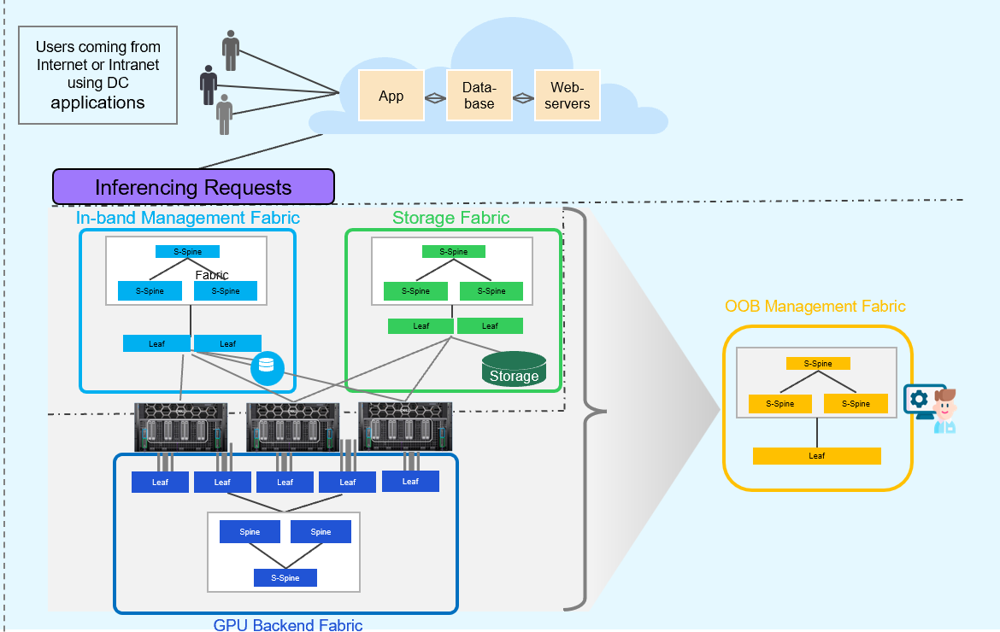 Users coming from
Internet or Intranet
using DC
applications
App
Data-
base
Web-
servers
Inferencing Requests
In-band Management Fabric
S-Spine
Fabric
S-Spine
S-Spine
Leaf
Leaf
Storage Fabric
S-Spine
S-Spine
S-Spine
Leaf
Leaf
Storage
OOB Management Fabric
S-Spine
S-Spine
S-Spine
Leaf
Leaf
Leaf
Leaf
Leaf
Leaf
Spine
Spine
S-Spine
GPU Backend Fabric